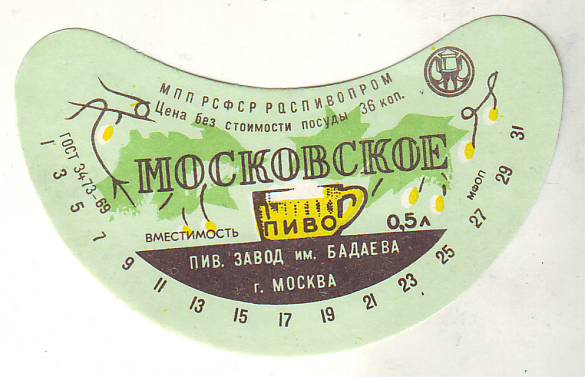 МПП РСФСР РОСПИВОПРОМ
Цена без стоимости посуды 36 коп.
ГОСТ 3473-69
МОСКОВСКОЕ
ПИВО
ВМЕСТИМОСТЬ 0,5л
МФОП
ПИВ. ЗАВОД им. БАДАЕВА
г. МОСКВА
1 3 5 7 9 11 13 15 17 19 21 23 25 27 29 31